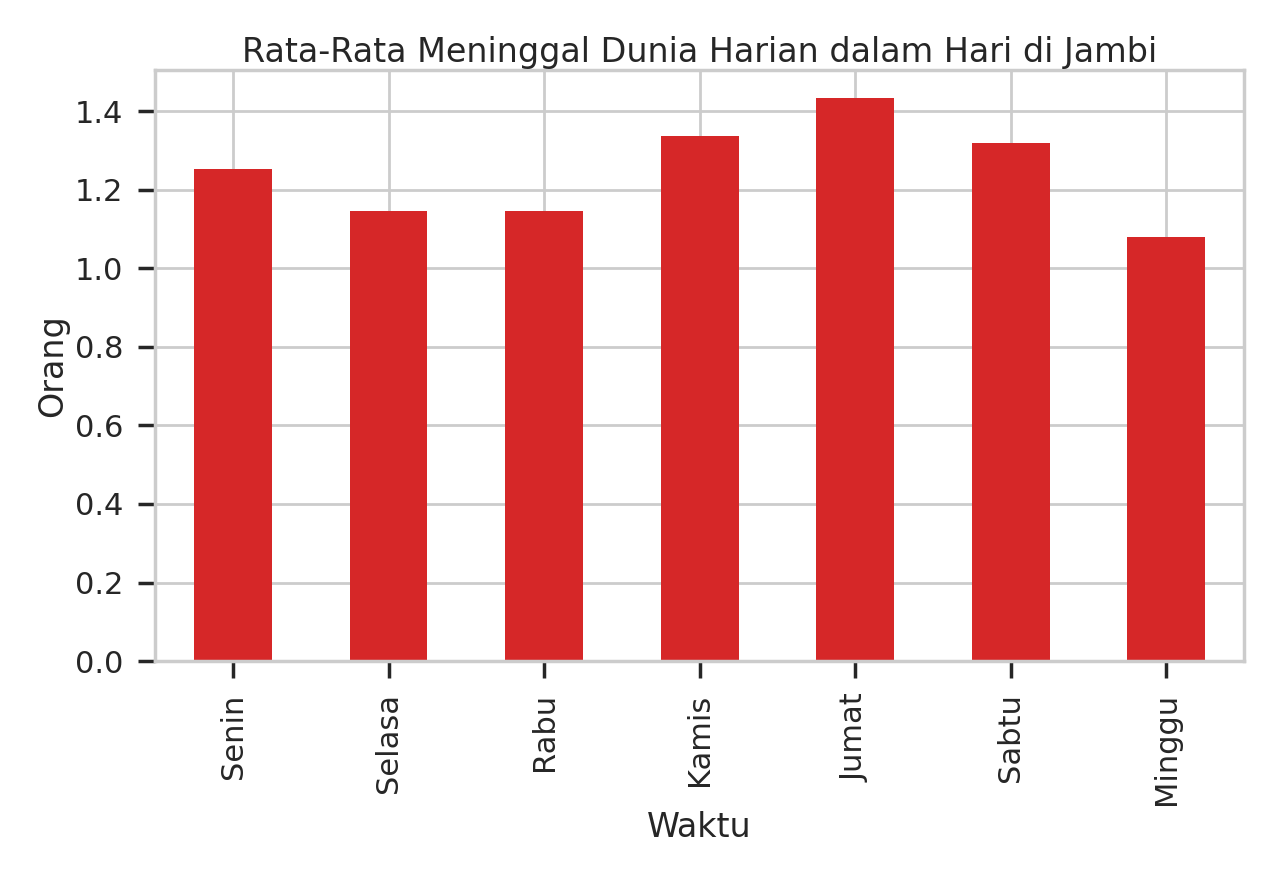 Rata-Rata Meninggal Dunia Harian dalam Hari di Jambi
1.4
1.2
1.0
0.8
0.6
0.4
0.2
0.0
Orang
Senin
Selasa
Rabu
Kamis
Jumat
Sabtu
Minggu
Waktu